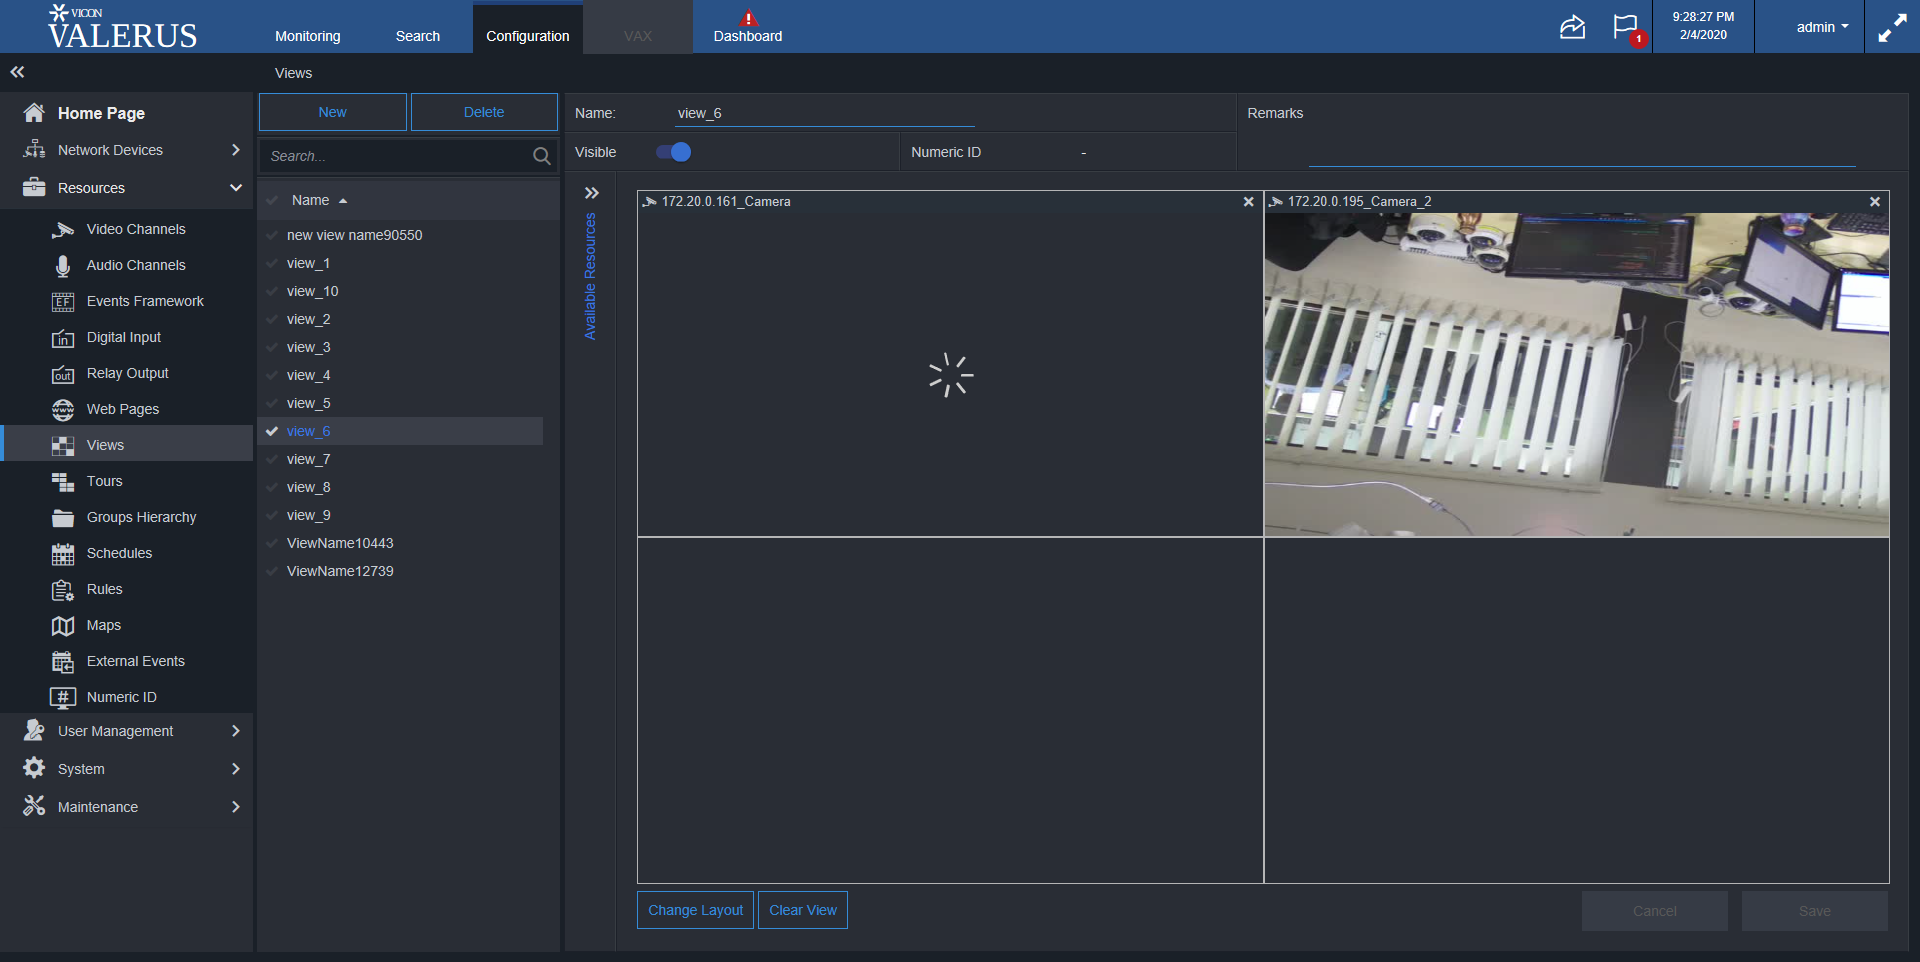 VICON
VALERUS
Monitoring
Search
Configuration
VAX
Dashboard
1
9:28:27 PM
2/4/2020
admin
Views
Home Page
Network Devices
Resources
Video Channels
Audio Channels
EF
Events Framework
in
Digital Input
out
Relay Output
www
Web Pages
Views
Tours
Groups Hierarchy
Schedules
Rules
Maps
External Events
#
Numeric ID
User Management
System
Maintenance
New
Delete
Search...
Name
new view name90550
view_1
view_10
view_2
view_3
view_4
view_5
view_6
view_7
view_8
view_9
ViewName10443
ViewName12739
Name:
view_6
Remarks
Visible
Numeric ID
-
Available Resources
172.20.0.161_Camera
172.20.0.195_Camera_2
Change Layout
Clear View
Cancel
Save